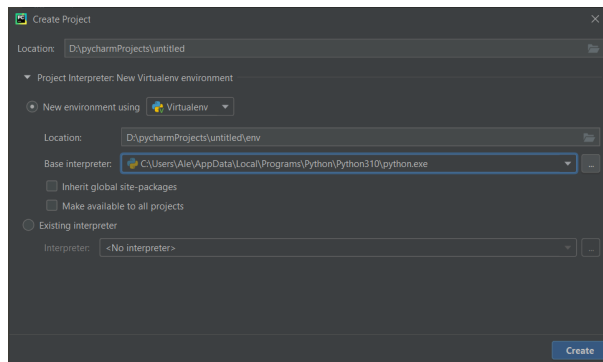 Create Project
Location: D:\pycharmProjects\untitled
Project Interpreter: New Virtualenv environment
New environment using Virtualenv
Location: D:\pycharmProjects\untitled\env
Base interpreter: C:\Users\Ale\AppData\Local\Programs\Python\Python310\python.exe ...
Inherit global site-packages
Make available to all projects
Existing interpreter
Interpreter: <No interpreter> ...
Create